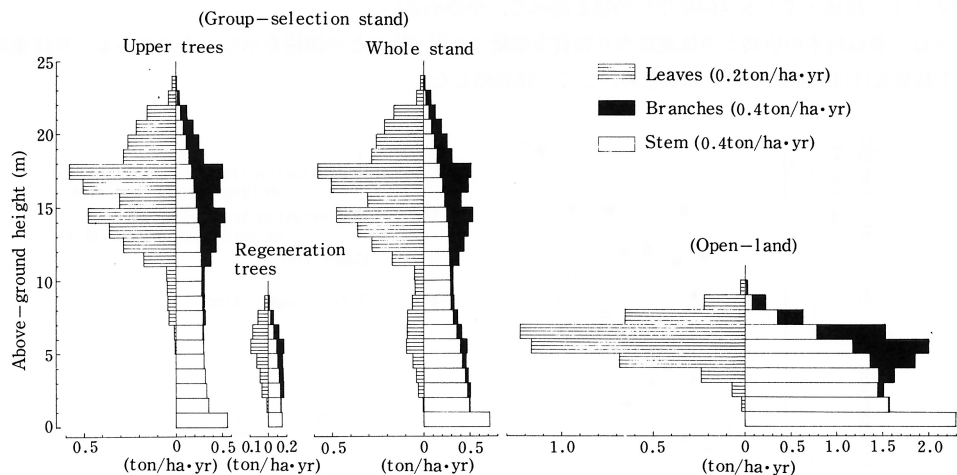 (Group-selection stand)
Upper trees
Whole stand
Leaves (0.2ton/ha·yr)
Branches (0.4ton/ha·yr)
Stem (0.4ton/ha·yr)
Regeneration
trees
(Open-land)
Above-ground height (m)
25
20
15
10
5
0
0.5 0 0.5
(ton/ha·yr)
0.1 0 0.2
(ton/ha·yr)
0.5 0 0.5
(ton/ha·yr)
1.0 0.5 0 0.5 1.0 1.5 2.0
(ton/ha·yr)